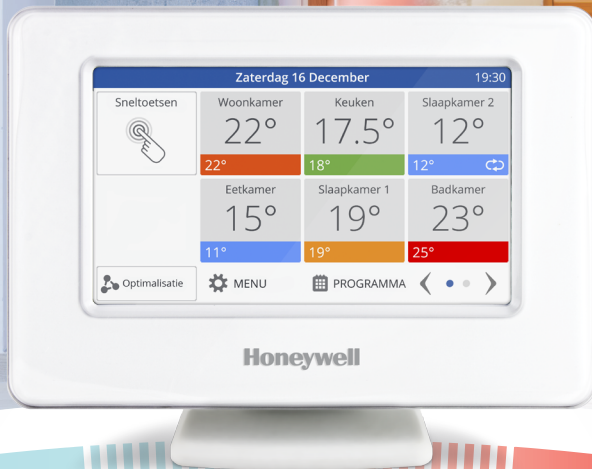 Zaterdag 16 December 19:30
Sneltoetsen Woonkamer Keuken Slaapkamer 2
22° 17.5° 12°
22° 18° 12°
Eetkamer Slaapkamer 1 Badkamer
15° 19° 23°
11° 19° 25°
Optimalisatie MENU PROGRAMMA
Honeywell